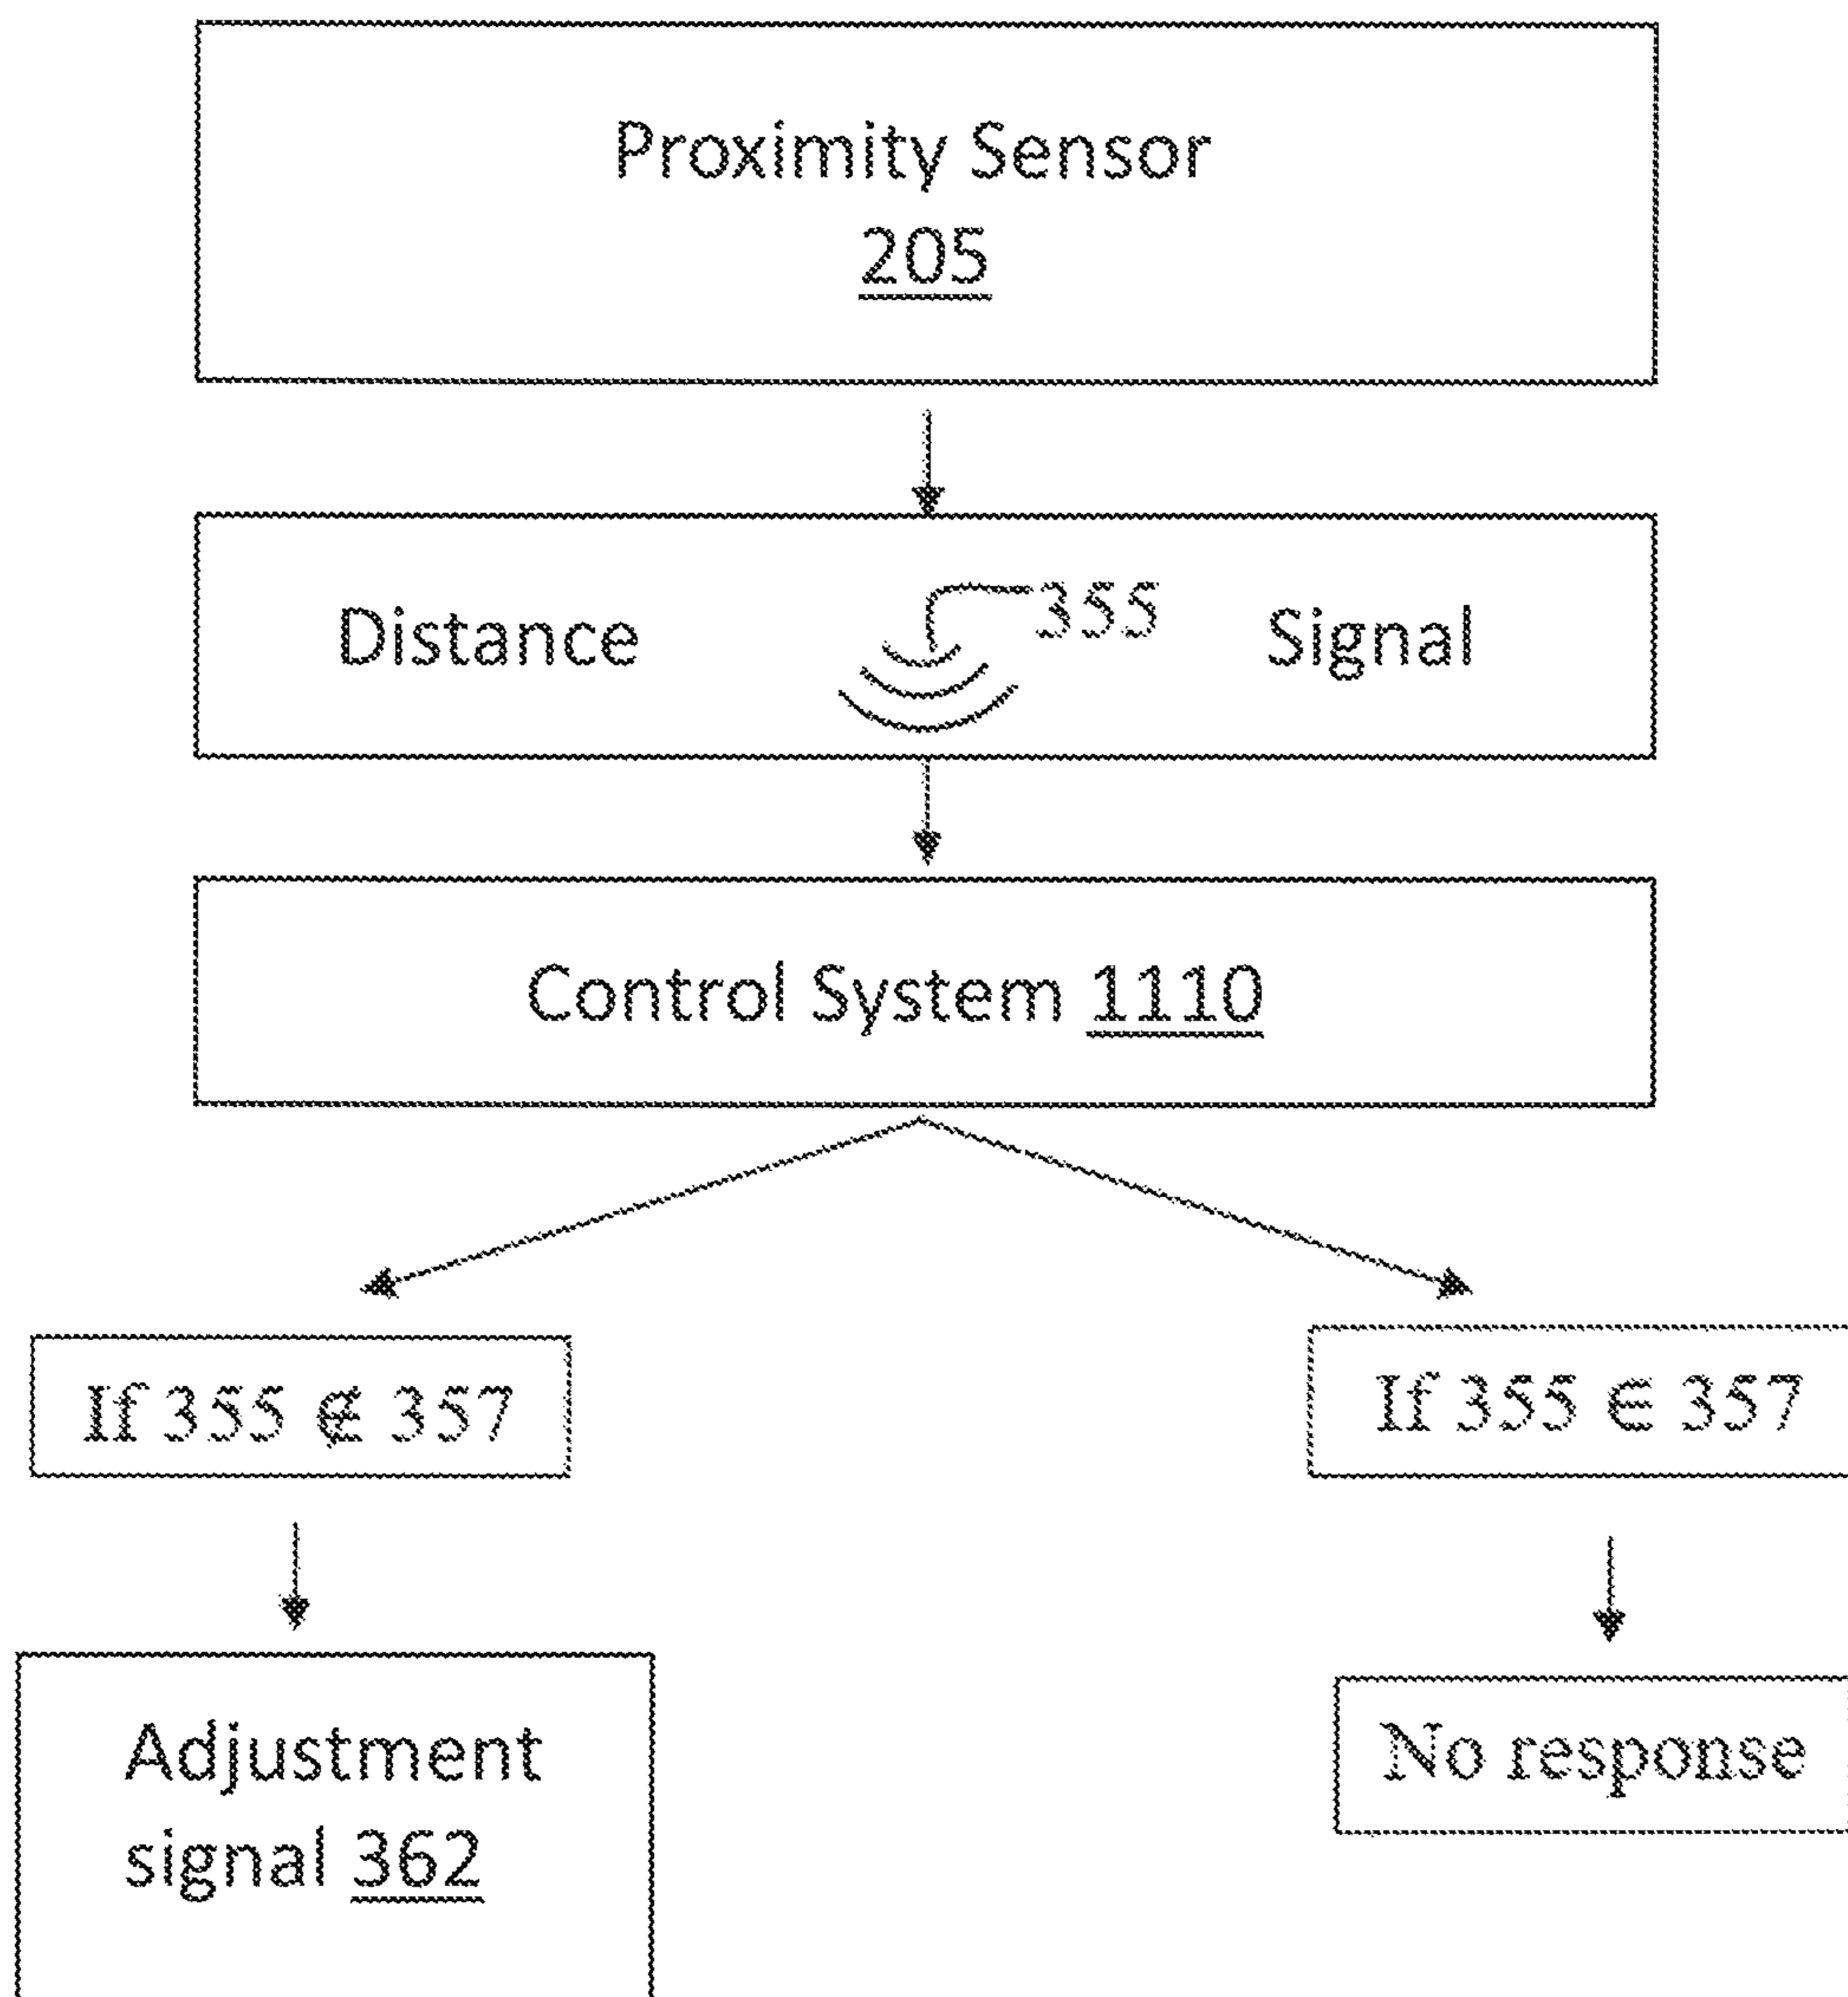 Proximity Sensor
205
Distance 355 Signal
Control System 1110
If 355 ∉ 357
If 355 ∈ 357
Adjustment
signal 362
No response